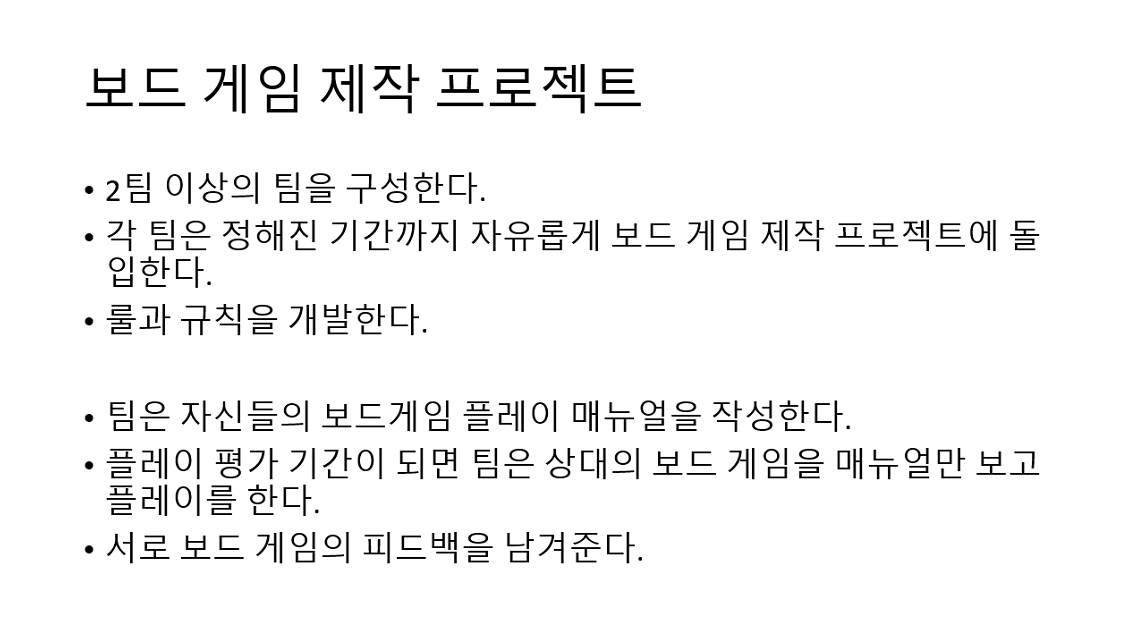 보드 게임 제작 프로젝트
• 2팀 이상의 팀을 구성한다.
• 각 팀은 정해진 기간까지 자유롭게 보드 게임 제작 프로젝트에 돌
입한다.
• 룰과 규칙을 개발한다.
• 팀은 자신들의 보드게임 플레이 매뉴얼을 작성한다.
• 플레이 평가 기간이 되면 팀은 상대의 보드 게임을 매뉴얼만 보고
플레이를 한다.
• 서로 보드 게임의 피드백을 남겨준다.